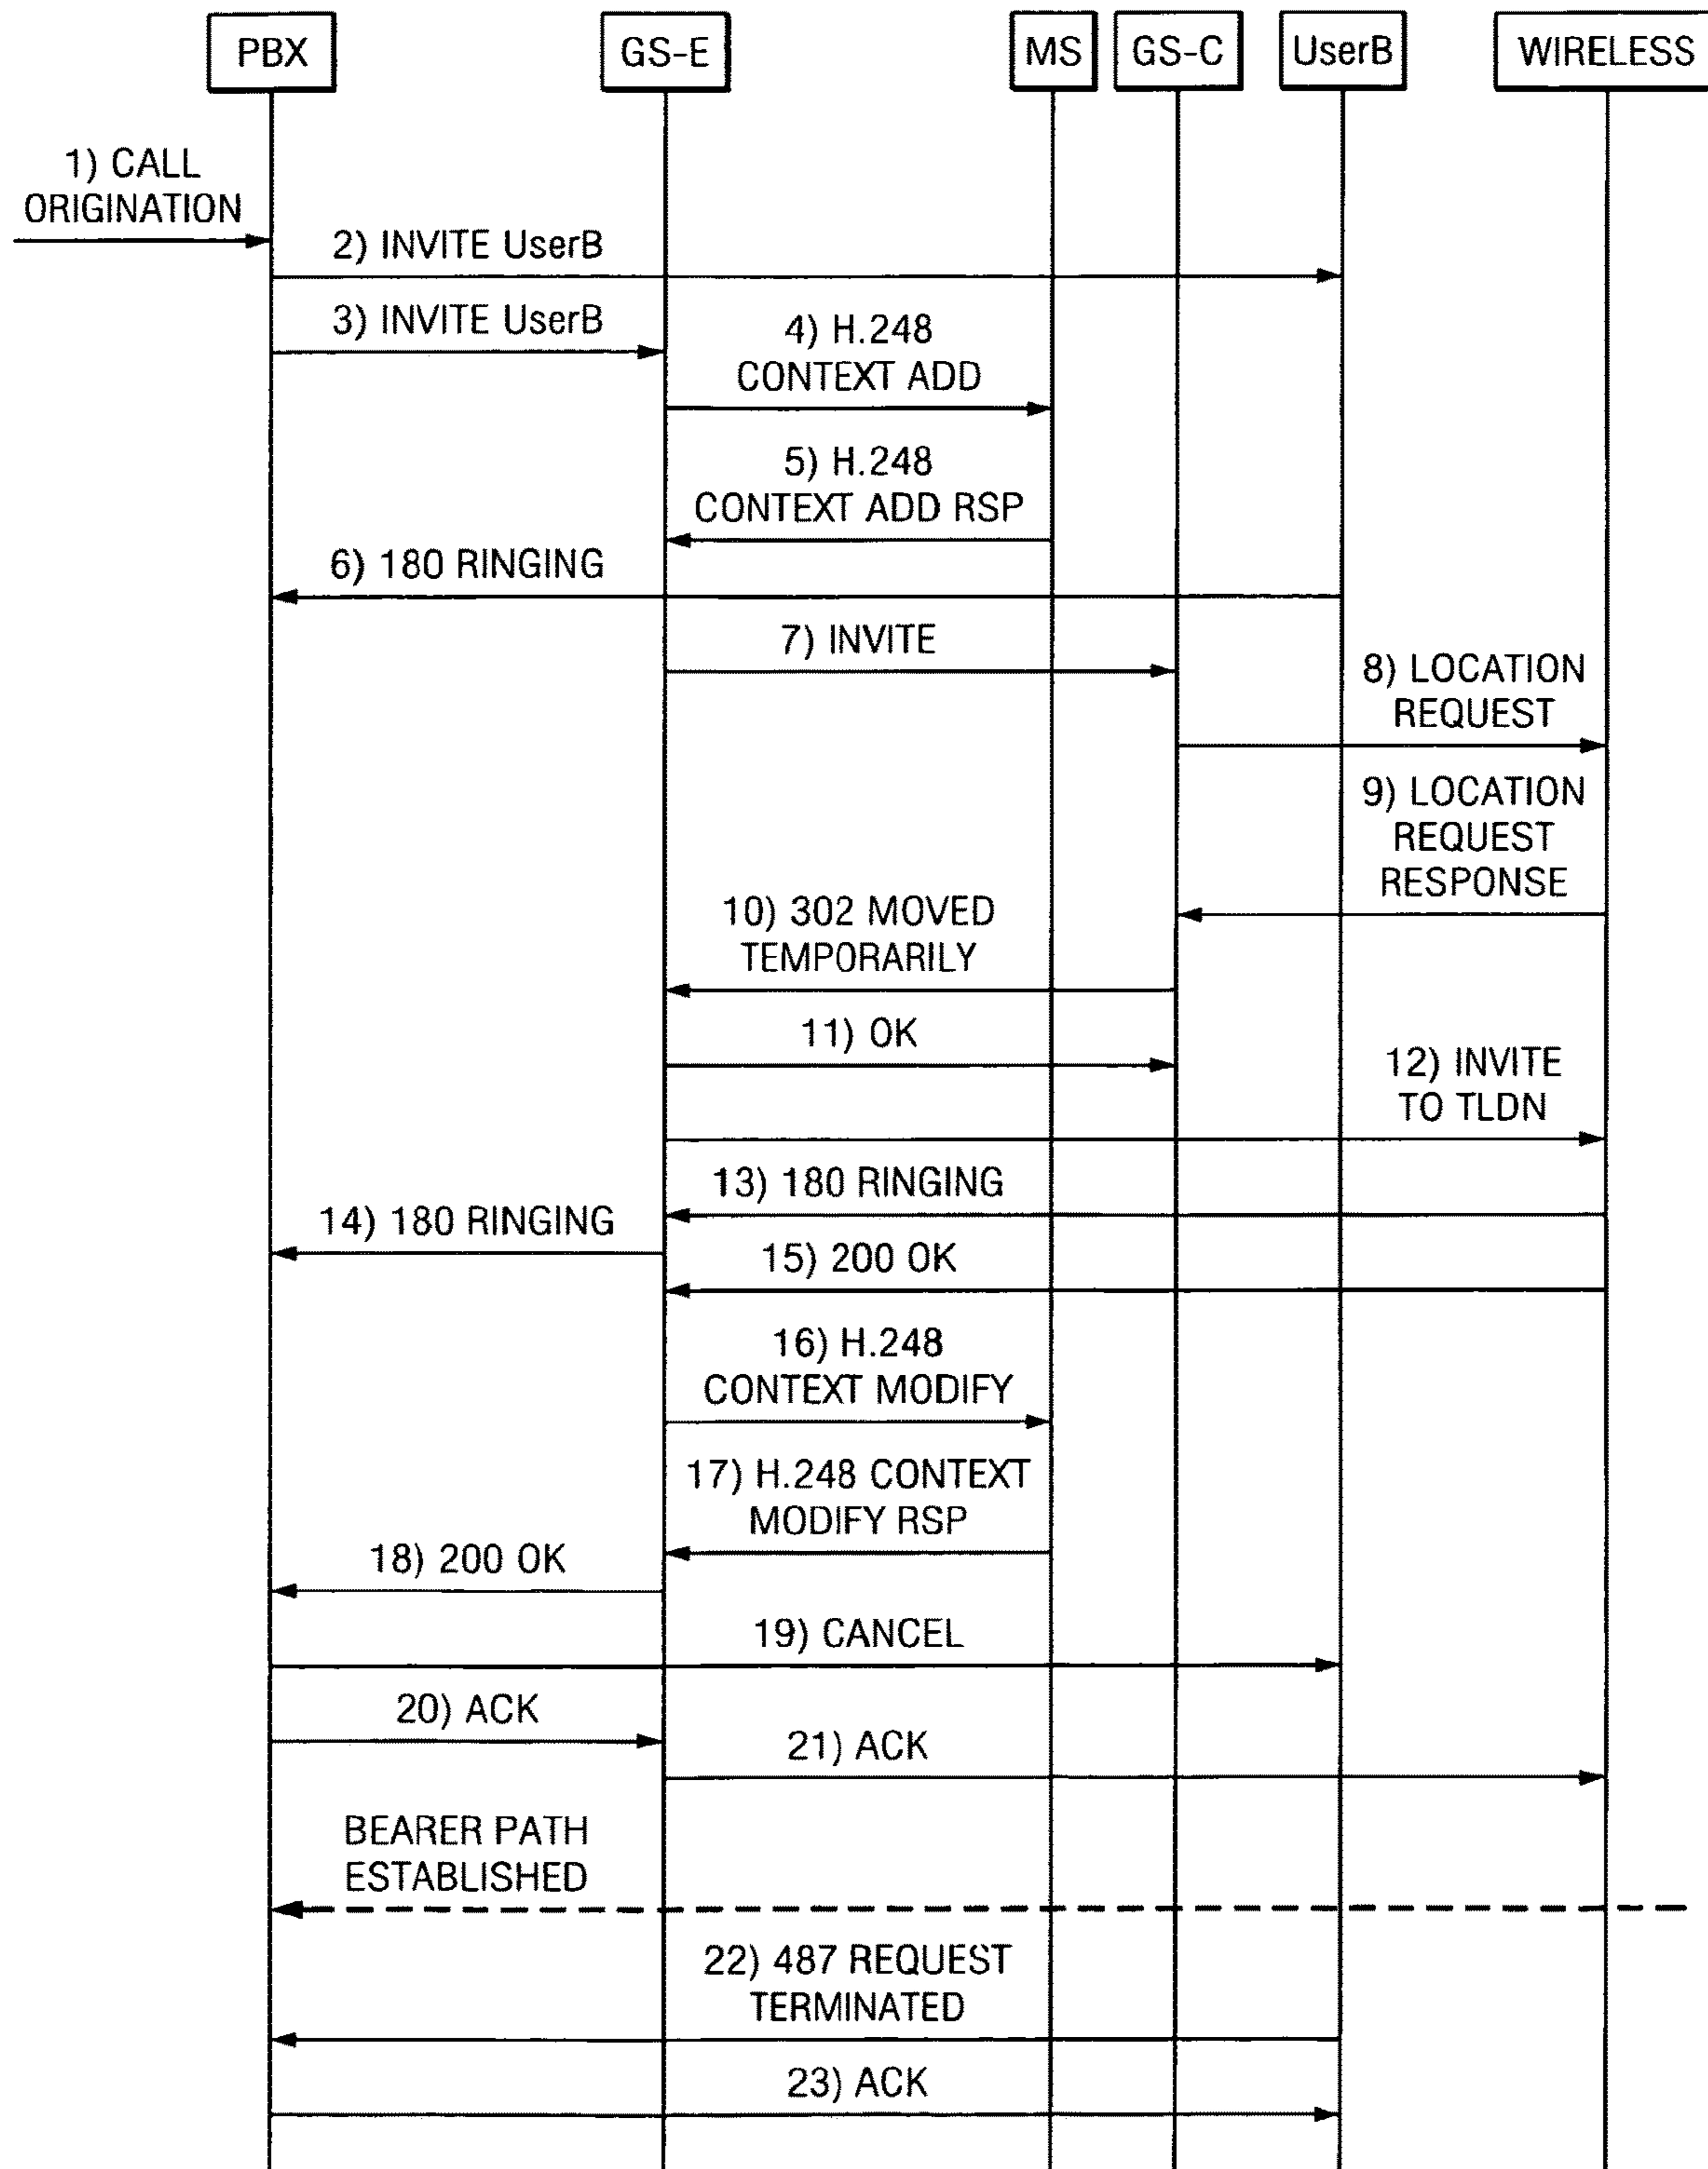 PBX
GS-E
MS
GS-C
UserB
WIRELESS
1) CALL
ORIGINATION
2) INVITE UserB
3) INVITE UserB
4) H.248
CONTEXT ADD
5) H.248
CONTEXT ADD RSP
6) 180 RINGING
7) INVITE
8) LOCATION
REQUEST
9) LOCATION
REQUEST
RESPONSE
10) 302 MOVED
TEMPORARILY
11) OK
12) INVITE
TO TLDN
13) 180 RINGING
14) 180 RINGING
15) 200 OK
16) H.248
CONTEXT MODIFY
17) H.248 CONTEXT
MODIFY RSP
18) 200 OK
19) CANCEL
20) ACK
21) ACK
BEARER PATH
ESTABLISHED
22) 487 REQUEST
TERMINATED
23) ACK